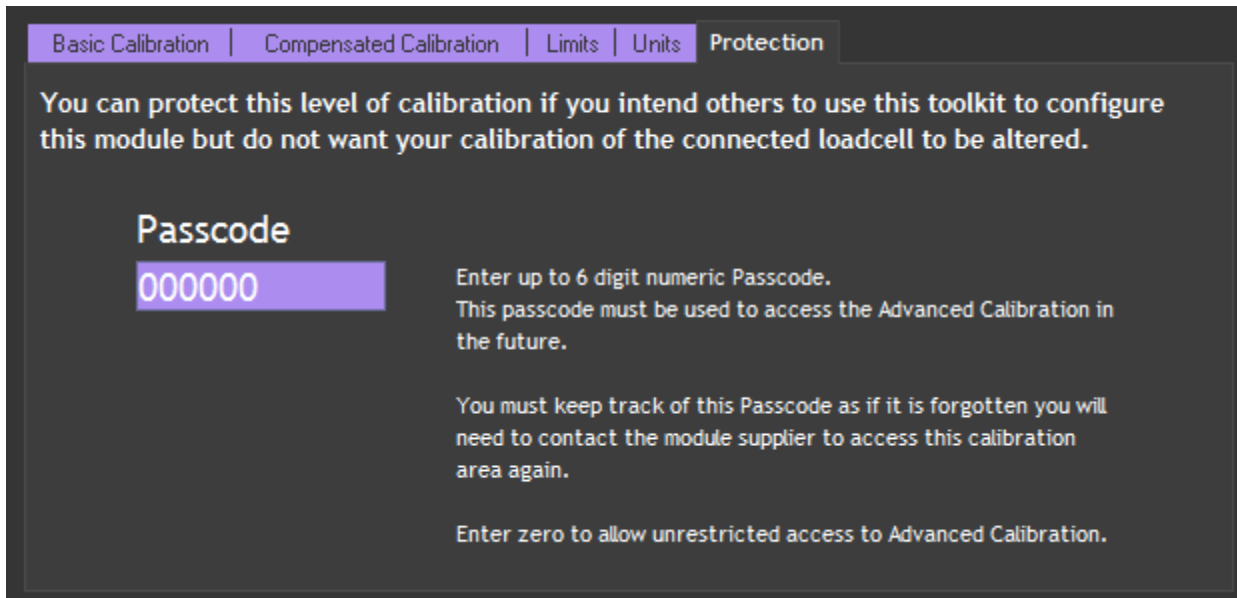 Basic Calibration | Compensated Calibration | Limits | Units Protection
You can protect this level of calibration if you intend others to use this toolkit to configure
this module but do not want your calibration of the connected loadcell to be altered.
Passcode
000000
Enter up to 6 digit numeric Passcode.
This passcode must be used to access the Advanced Calibration in
the future.
You must keep track of this Passcode as if it is forgotten you will
need to contact the module supplier to access this calibration
area again.
Enter zero to allow unrestricted access to Advanced Calibration.